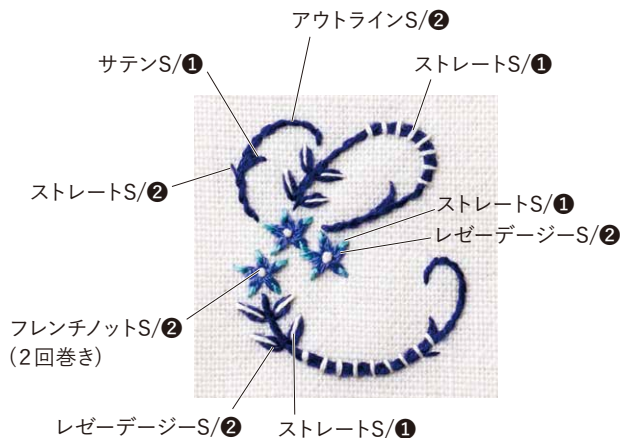 アウトラインS/❷
サテンS/❶
ストレートS/❶
ストレートS/❷
ストレートS/❶
レゼーデージーS/❷
フレンチノットS/❷
(2回巻き)
レゼーデージーS/❷
ストレートS/❶